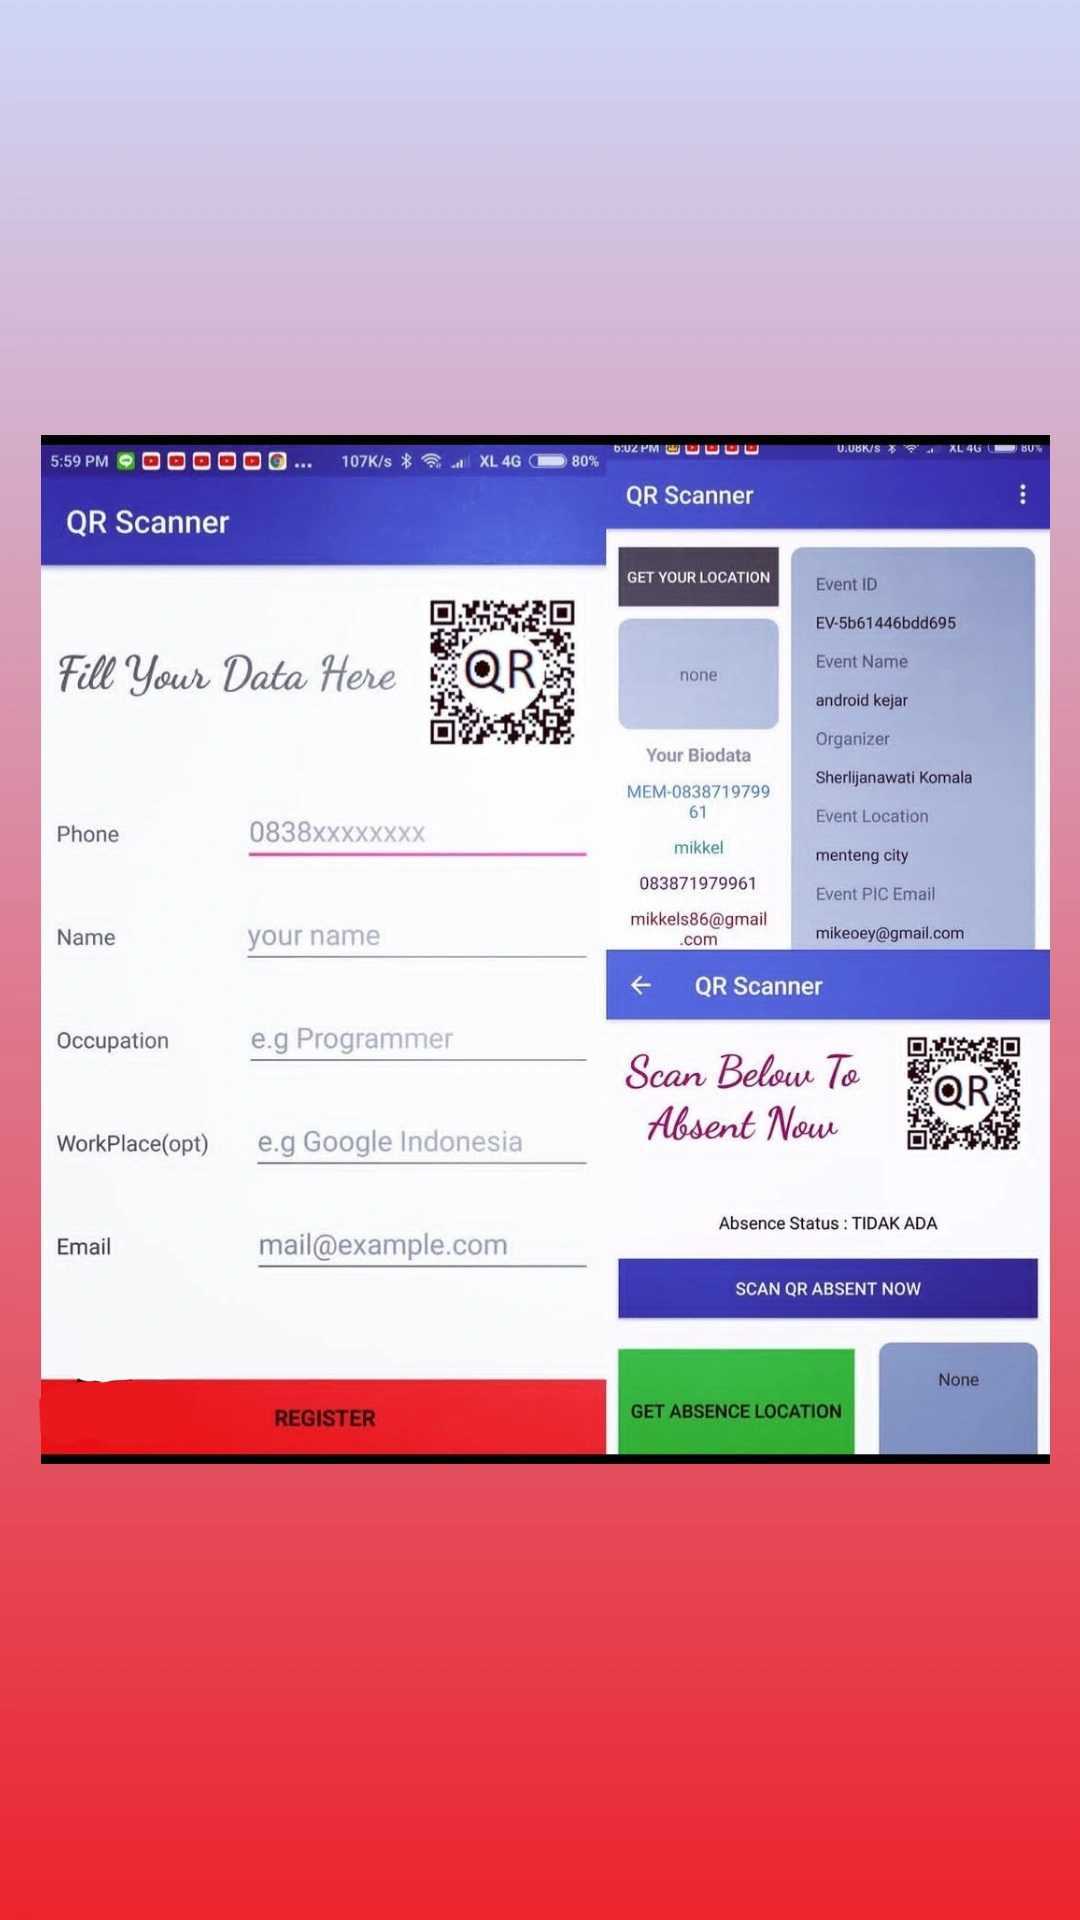 5:59 PM ... 107K/s XL 4G 80%
QR Scanner
Fill Your Data Here
QR
Phone 0838xxxxxxxx
Name your name
Occupation e.g Programmer
WorkPlace(opt) e.g Google Indonesia
Email mail@example.com
REGISTER
6:02 PM 0.08K/s XL 4G 80%
QR Scanner
GET YOUR LOCATION
none
Your Biodata
MEM-0838719799
61
mikkel
083871979961
mikkels86@gmail
.com
Event ID
EV-5b61446bdd695
Event Name
android kejar
Organizer
Sherlijanawati Komala
Event Location
menteng city
Event PIC Email
mikeoey@gmail.com
QR Scanner
Scan Below To
Absent Now
QR
Absence Status : TIDAK ADA
SCAN QR ABSENT NOW
GET ABSENCE LOCATION
None